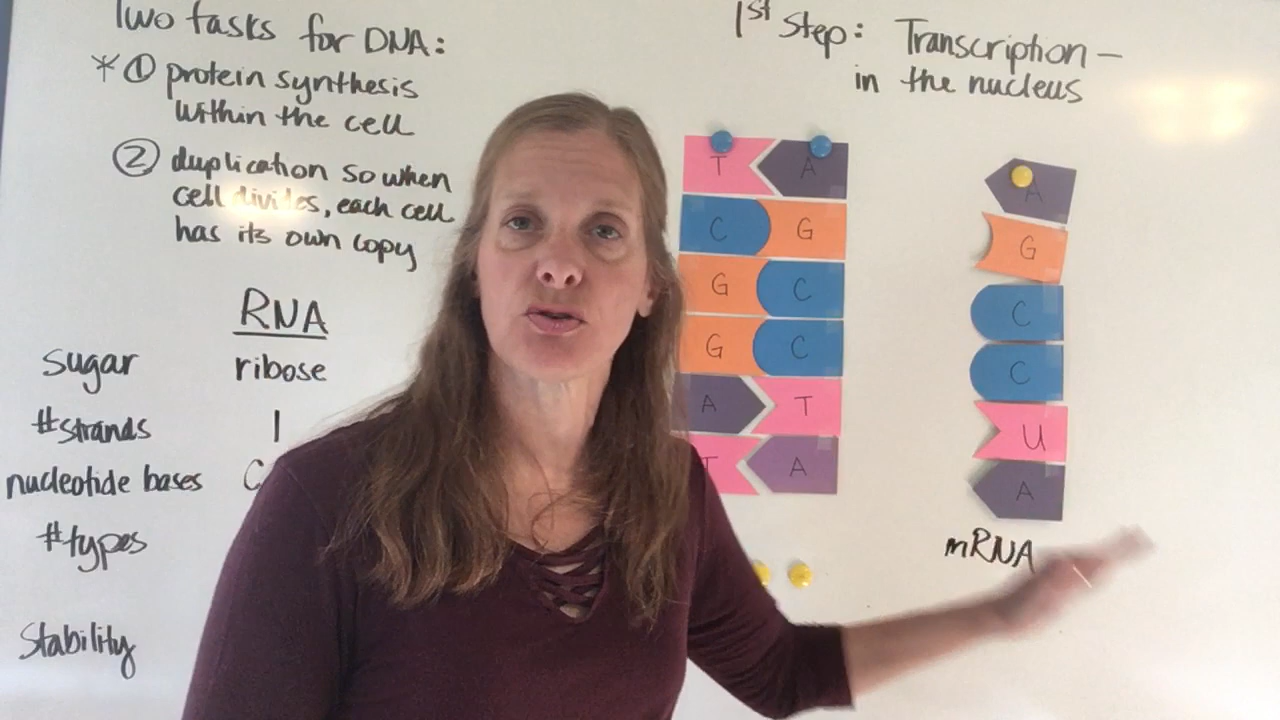 Two tasks for DNA:
* ① protein synthesis
within the cell
② duplication so when
cell divides, each cell
has its own copy
RNA
sugar ribose
#strands 1
nucleotide bases C
#types
Stability
1st Step: Transcription –
in the nucleus
T A
C G
G C
G C
A T
T A
A
G
C
C
U
A
mRNA